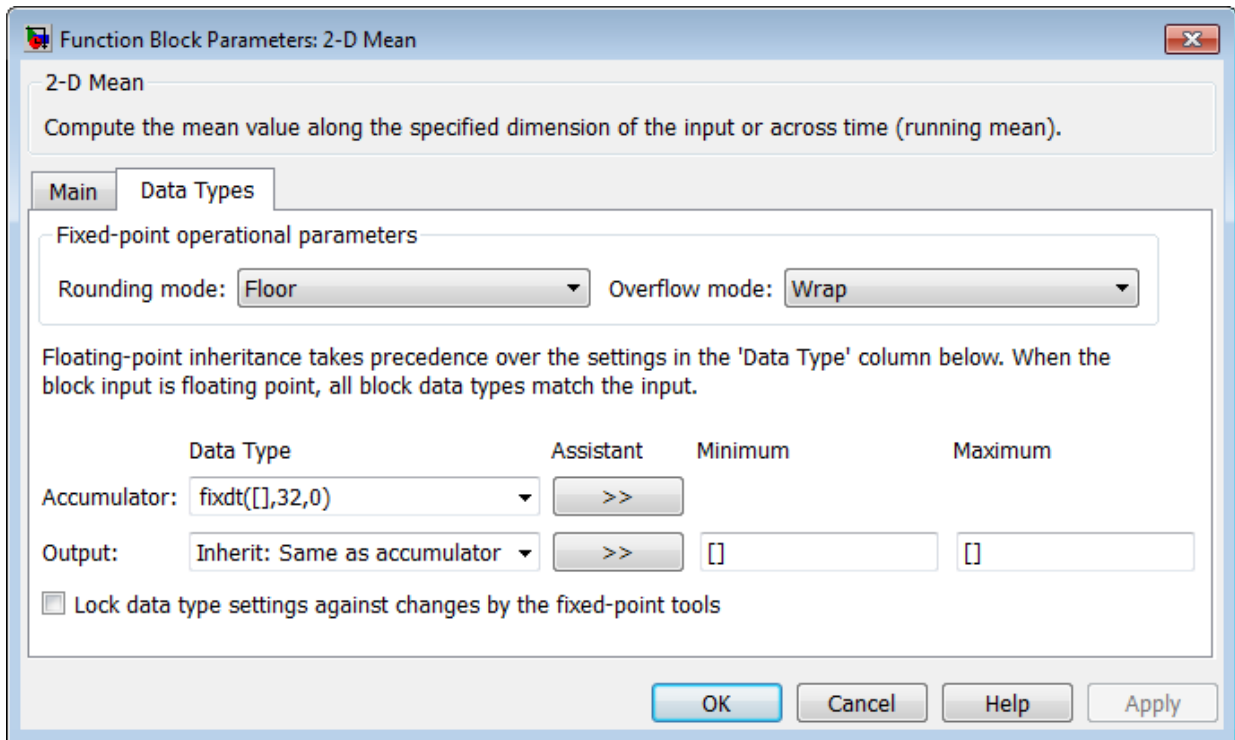 Function Block Parameters: 2-D Mean
2-D Mean
Compute the mean value along the specified dimension of the input or across time (running mean).
Main Data Types
Fixed-point operational parameters
Rounding mode: Floor Overflow mode: Wrap
Floating-point inheritance takes precedence over the settings in the 'Data Type' column below. When the
block input is floating point, all block data types match the input.
Data Type Assistant Minimum Maximum
Accumulator: fixdt([],32,0) >>
Output: Inherit: Same as accumulator >> [] []
Lock data type settings against changes by the fixed-point tools
OK Cancel Help Apply